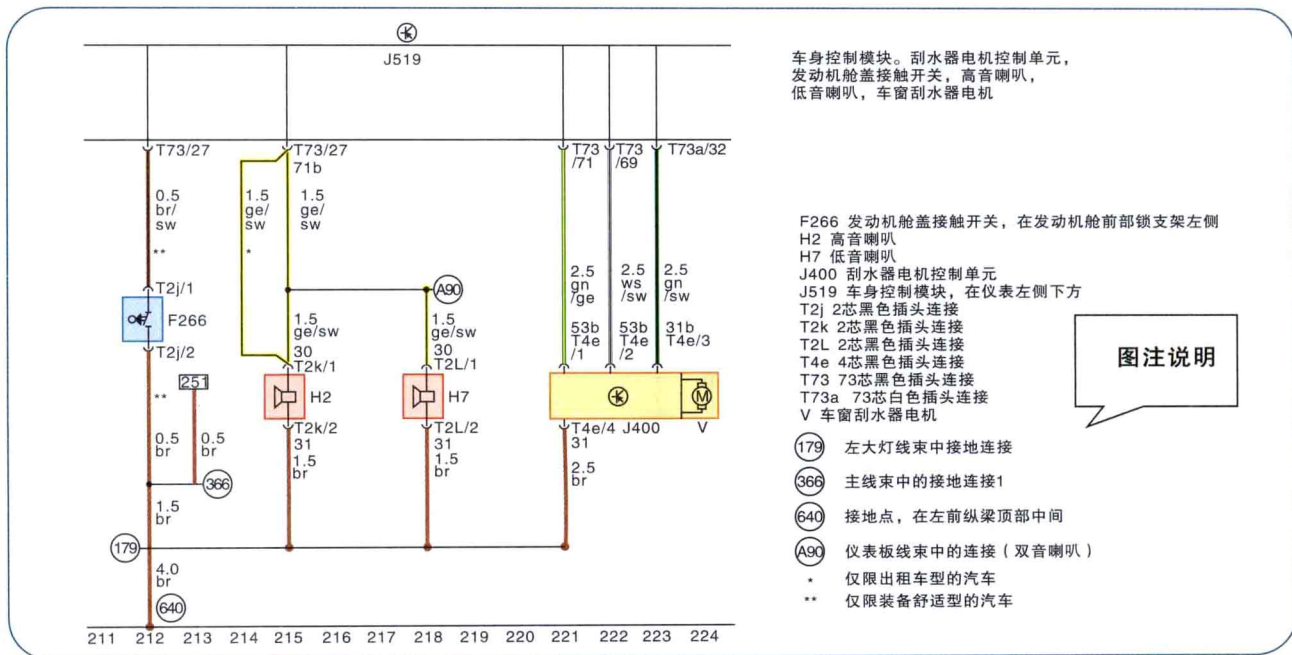 J519
T73/27
T73/27
71b
T73
/71
T73
/69
T73a/32
0.5
br/
sw
**
1.5
ge/
sw
*
1.5
ge/
sw
2.5
gn
/ge
2.5
ws
/sw
2.5
gn
/sw
A90
T2j/1
F266
T2j/2
1.5
ge/sw
30
T2k/1
1.5
ge/sw
30
T2L/1
53b
T4e
/1
53b
T4e
/2
31b
T4e/3
251
**
H2
H7
M
T2k/2
31
1.5
br
T2L/2
31
1.5
br
T4e/4 J400 V
31
2.5
br
0.5
br
0.5
br
366
1.5
br
179
4.0
br
640
211 212 213 214 215 216 217 218 219 220 221 222 223 224
车身控制模块。刮水器电机控制单元,
发动机舱盖接触开关,高音喇叭,
低音喇叭,车窗刮水器电机
F266 发动机舱盖接触开关,在发动机舱前部锁支架左侧
H2 高音喇叭
H7 低音喇叭
J400 刮水器电机控制单元
J519 车身控制模块,在仪表左侧下方
T2j 2芯黑色插头连接
T2k 2芯黑色插头连接
T2L 2芯黑色插头连接
T4e 4芯黑色插头连接
T73 73芯黑色插头连接
T73a 73芯白色插头连接
V 车窗刮水器电机
图注说明
179 左大灯线束中接地连接
366 主线束中的接地连接1
640 接地点,在左前纵梁顶部中间
A90 仪表板线束中的连接(双音喇叭)
* 仅限出租车型的汽车
** 仅限装备舒适型的汽车